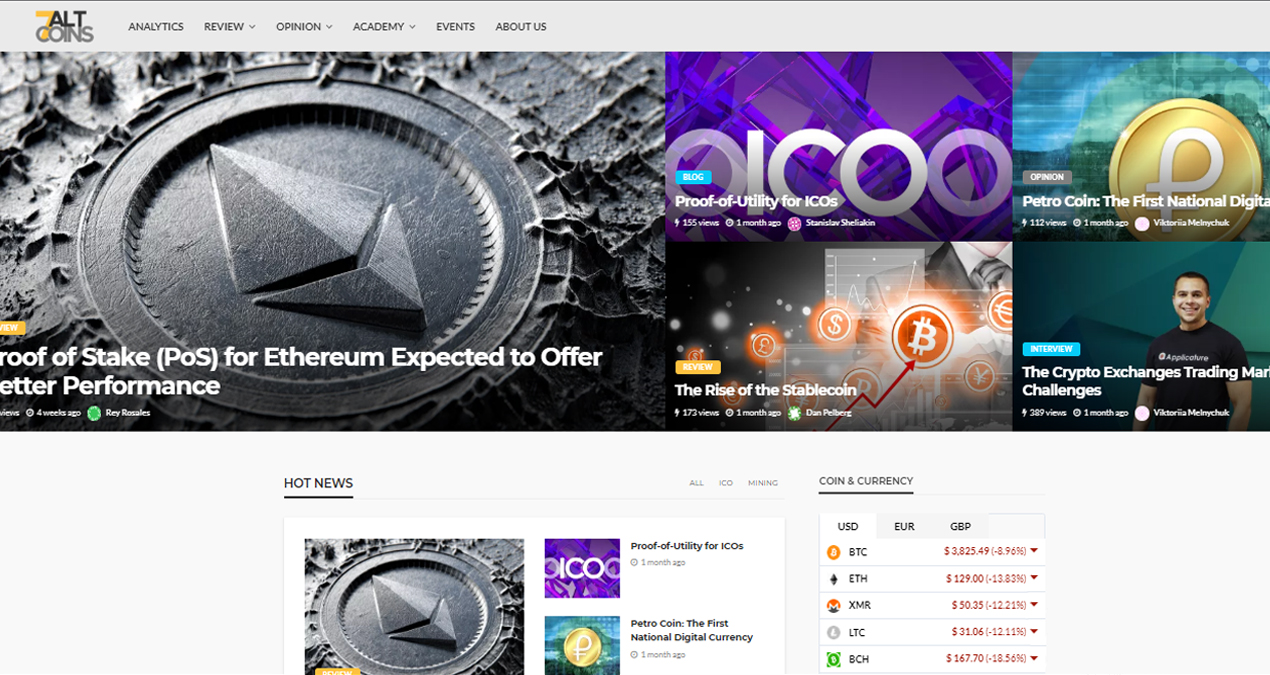 7ALT
COINS
ANALYTICS
REVIEW
OPINION
ACADEMY
EVENTS
ABOUT US
VIEW
roof of Stake (PoS) for Ethereum Expected to Offer
etter Performance
views 4 weeks ago Rey Rosales
OICOO
BLOG
Proof-of-Utility for ICOs
155 views 1 month ago Stanislav Sheliakin
OPINION
Petro Coin: The First National Digita
112 views 1 month ago Viktoriia Melnychuk
REVIEW
The Rise of the Stablecoin
173 views 1 month ago Dan Pelberg
Applicature
INTERVIEW
The Crypto Exchanges Trading Mar
Challenges
389 views 1 month ago Viktoriia Melnychuk
HOT NEWS
ALL ICO MINING
REVIEW
OICO
Proof-of-Utility for ICOs
1 month ago
Petro Coin: The First
National Digital Currency
1 month ago
COIN & CURRENCY
USD EUR GBP
BTC $ 3,825.49 (-8.96%)
ETH $ 129.00 (-13.83%)
XMR $ 50.35 (-12.21%)
LTC $ 31.06 (-12.11%)
BCH $ 167.70 (-18.56%)